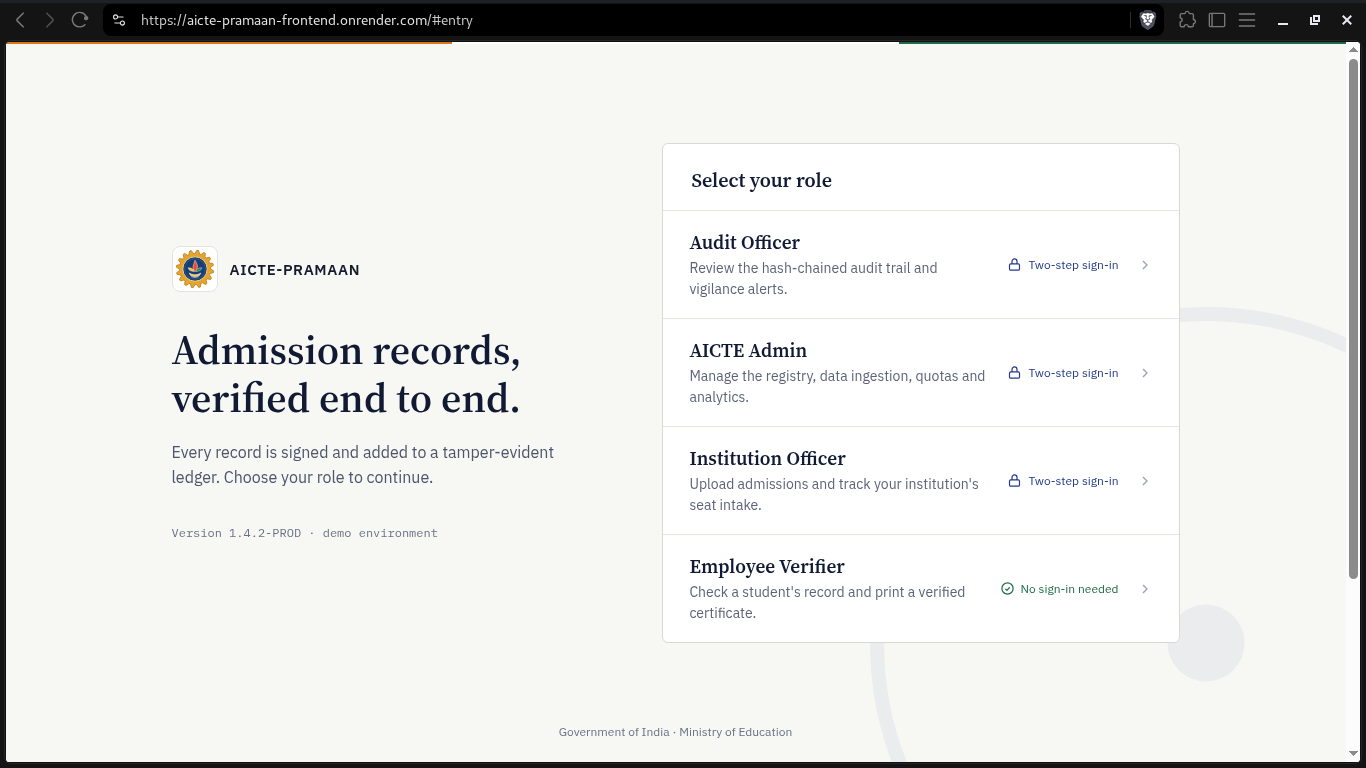 https://aicte-pramaan-frontend.onrender.com/#entry
AICTE-PRAMAAN
Admission records,
verified end to end.
Every record is signed and added to a tamper-evident
ledger. Choose your role to continue.
Version 1.4.2-PROD · demo environment
Select your role
Audit Officer
Review the hash-chained audit trail and
vigilance alerts.
Two-step sign-in
AICTE Admin
Manage the registry, data ingestion, quotas and
analytics.
Two-step sign-in
Institution Officer
Upload admissions and track your institution's
seat intake.
Two-step sign-in
Employee Verifier
Check a student's record and print a verified
certificate.
No sign-in needed
Government of India · Ministry of Education